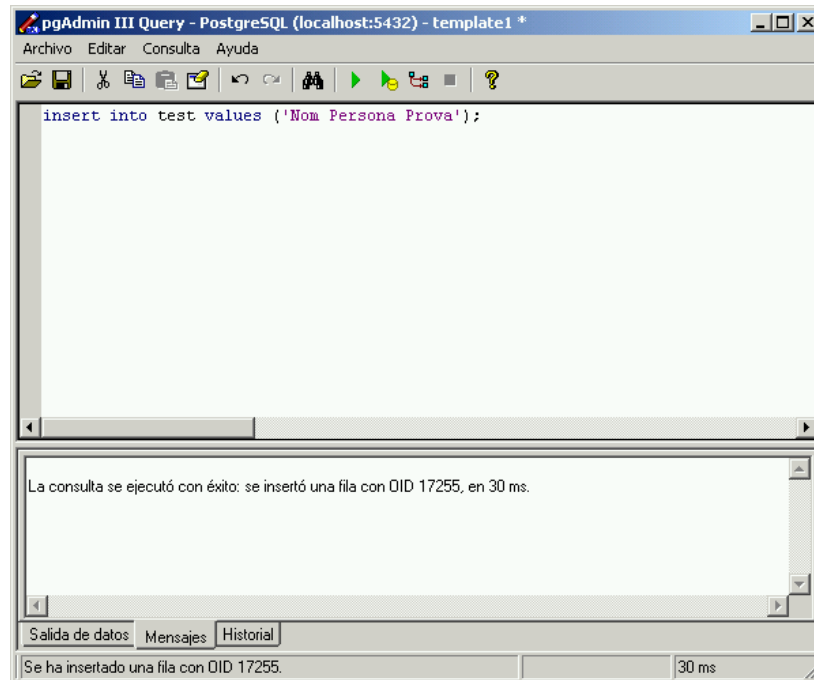 pgAdmin III Query - PostgreSQL (localhost:5432) - template1 *
Archivo Editar Consulta Ayuda
insert into test values ('Nom Persona Prova');
La consulta se ejecutó con éxito: se insertó una fila con OID 17255, en 30 ms.
Salida de datos Mensajes Historial
Se ha insertado una fila con OID 17255. 30 ms